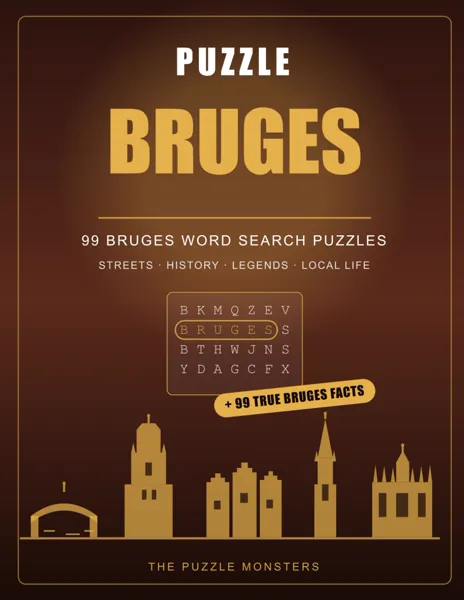 PUZZLE
BRUGES
99 BRUGES WORD SEARCH PUZZLES
STREETS · HISTORY · LEGENDS · LOCAL LIFE
B K M Q Z E V
B R U G E S S
B T H W J N S
Y D A G C F X
+ 99 TRUE BRUGES FACTS
THE PUZZLE MONSTERS